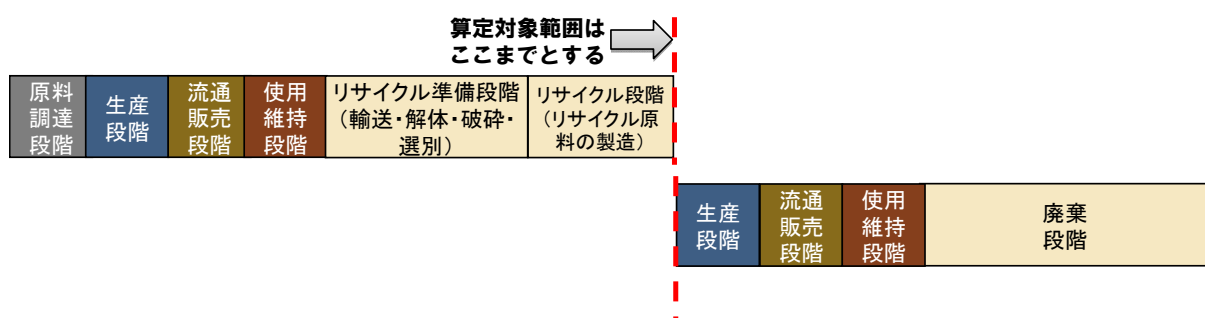 算定対象範囲は
ここまでとする
原料
調達
段階
生産
段階
流通
販売
段階
使用
維持
段階
リサイクル準備段階
（輸送・解体・破砕・
選別）
リサイクル段階
（リサイクル原
料の製造）
生産
段階
流通
販売
段階
使用
維持
段階
廃棄
段階